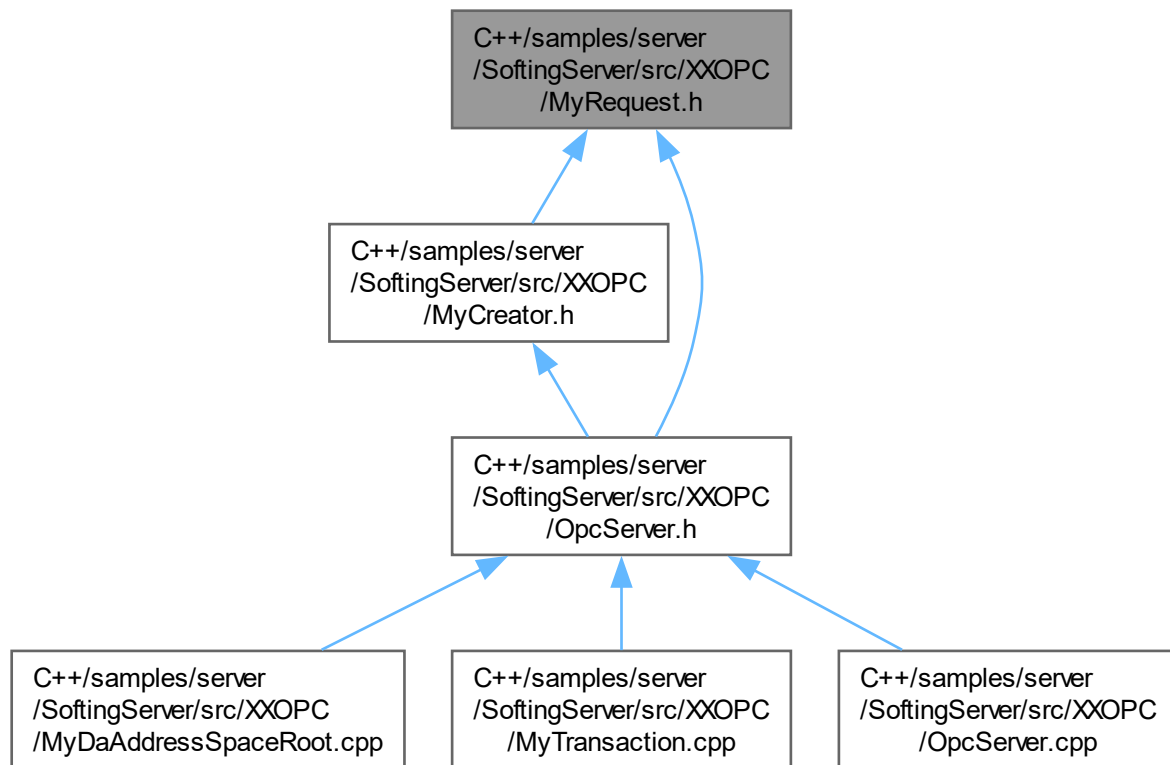 C++/samples/server
/SoftingServer/src/XXOPC
/MyRequest.h
C++/samples/server
/SoftingServer/src/XXOPC
/MyCreator.h
C++/samples/server
/SoftingServer/src/XXOPC
/OpcServer.h
C++/samples/server
/SoftingServer/src/XXOPC
/MyDaAddressSpaceRoot.cpp
C++/samples/server
/SoftingServer/src/XXOPC
/MyTransaction.cpp
C++/samples/server
/SoftingServer/src/XXOPC
/OpcServer.cpp